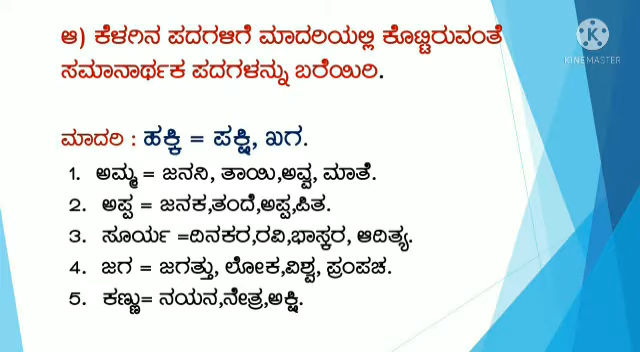 ಆ) ಕೆಳಗಿನ ಪದಗಳಿಗೆ ಮಾದರಿಯಲ್ಲಿ ಕೊಟ್ಟಿರುವಂತೆ
ಸಮಾನಾರ್ಥಕ ಪದಗಳನ್ನು ಬರೆಯಿರಿ.
KINEMASTER
ಮಾದರಿ : ಹಕ್ಕಿ = ಪಕ್ಷಿ, ಖಗ.
1. ಅಮ್ಮ = ಜನನಿ, ತಾಯಿ,ಅವ್ವ, ಮಾತೆ.
2. ಅಪ್ಪ = ಜನಕ,ತಂದೆ,ಅಪ್ಪ,ಪಿತ.
3. ಸೂರ್ಯ =ದಿನಕರ,ರವಿ,ಭಾಸ್ಕರ, ಆದಿತ್ಯ.
4. ಜಗ = ಜಗತ್ತು, ಲೋಕ,ವಿಶ್ವ, ಪ್ರಂಪಚ.
5. ಕಣ್ಣು= ನಯನ,ನೇತ್ರ,ಅಕ್ಷಿ.